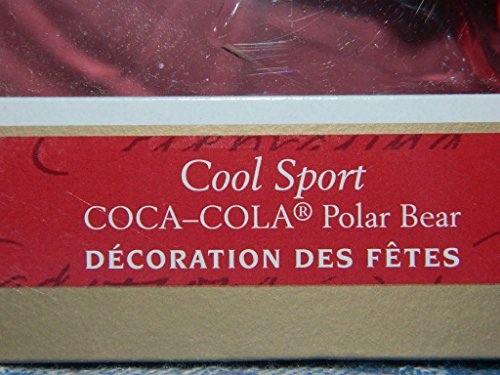 Cool Sport
COCA–COLA® Polar Bear
DÉCORATION DES FÊTES